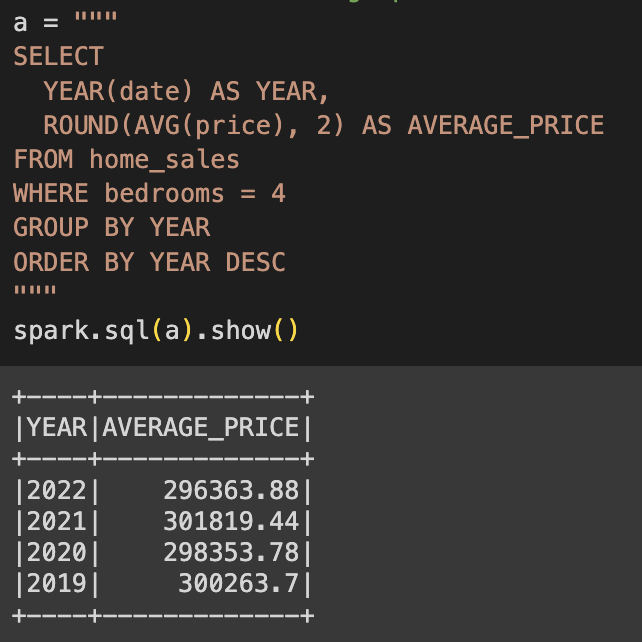 a = """
SELECT
  YEAR(date) AS YEAR,
  ROUND(AVG(price), 2) AS AVERAGE_PRICE
FROM home_sales
WHERE bedrooms = 4
GROUP BY YEAR
ORDER BY YEAR DESC
"""
spark.sql(a).show()
+----+-------------+
|YEAR|AVERAGE_PRICE|
+----+-------------+
|2022|    296363.88|
|2021|    301819.44|
|2020|    298353.78|
|2019|     300263.7|
+----+-------------+